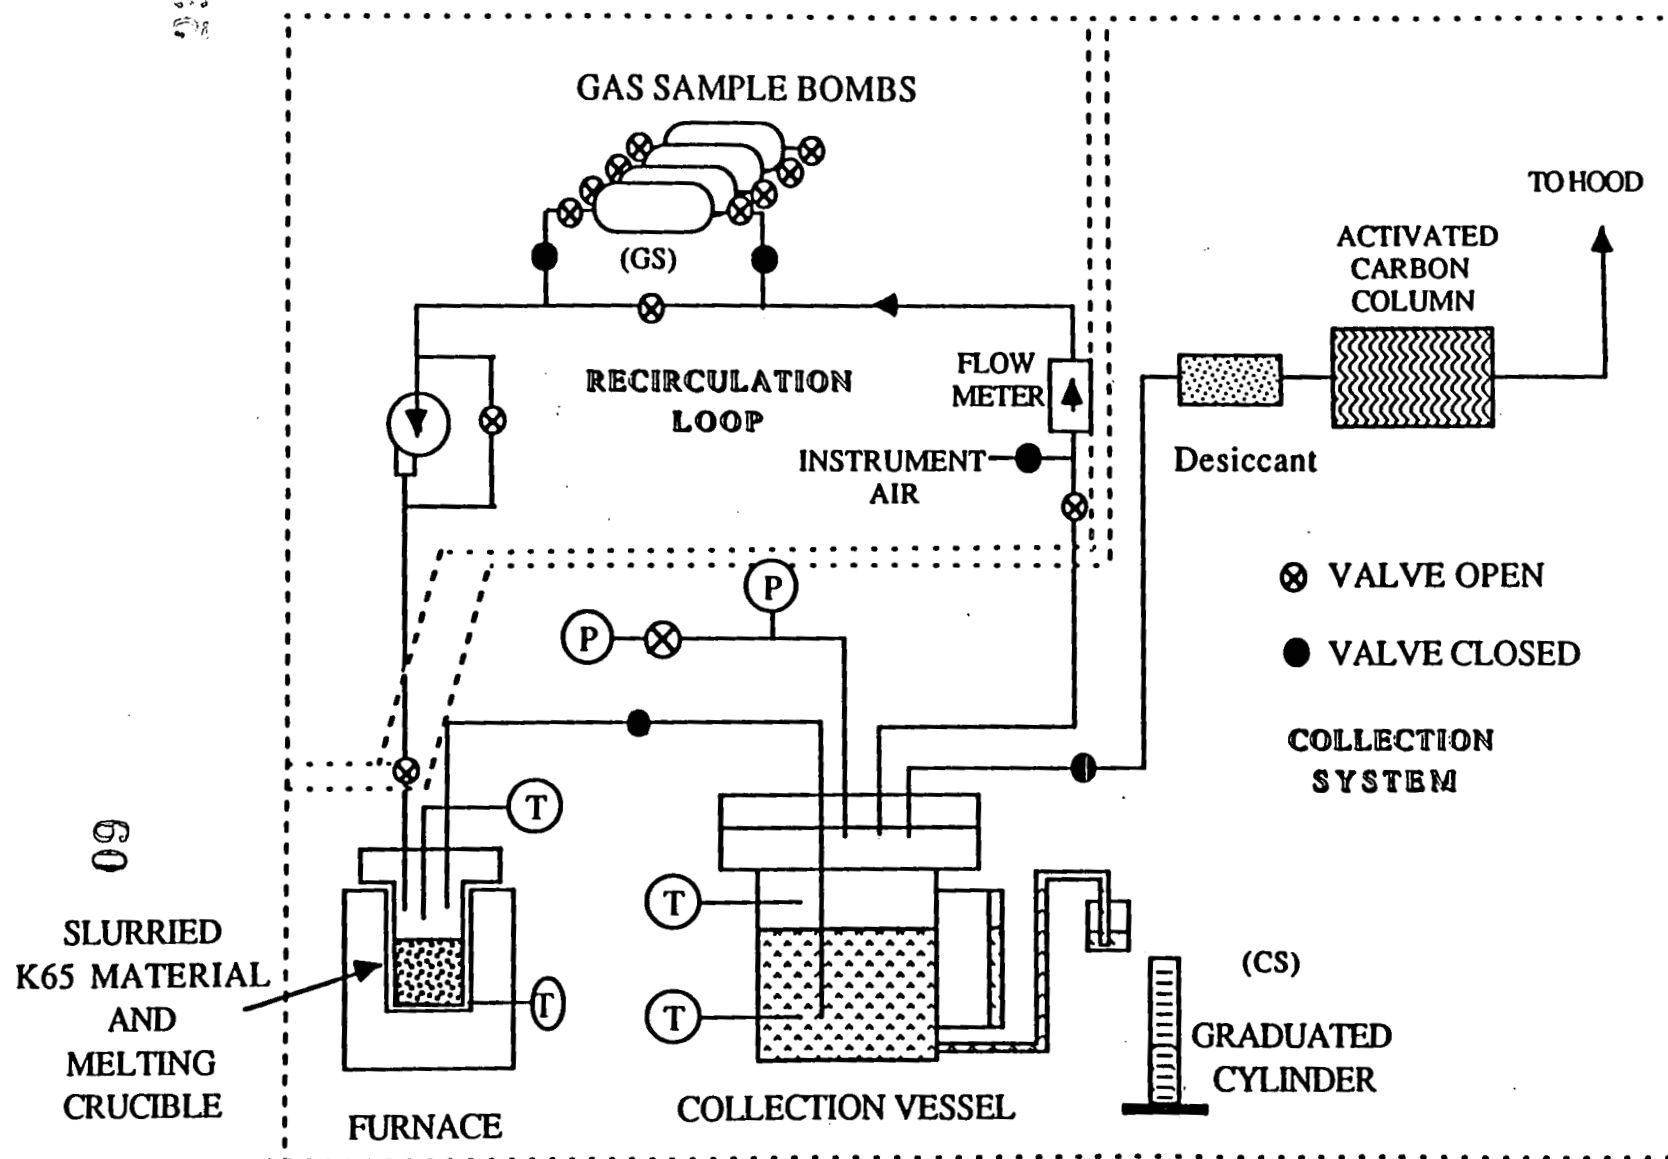 GAS SAMPLE BOMBS
(GS)
TO HOOD
ACTIVATED
CARBON
COLUMN
RECIRCULATION
LOOP
FLOW
METER
INSTRUMENT
AIR
Desiccant
VALVE OPEN
VALVE CLOSED
P
P
COLLECTION
SYSTEM
T
T
T
T
60
SLURRIED
K65 MATERIAL
AND
MELTING
CRUCIBLE
FURNACE
COLLECTION VESSEL
(CS)
GRADUATED
CYLINDER